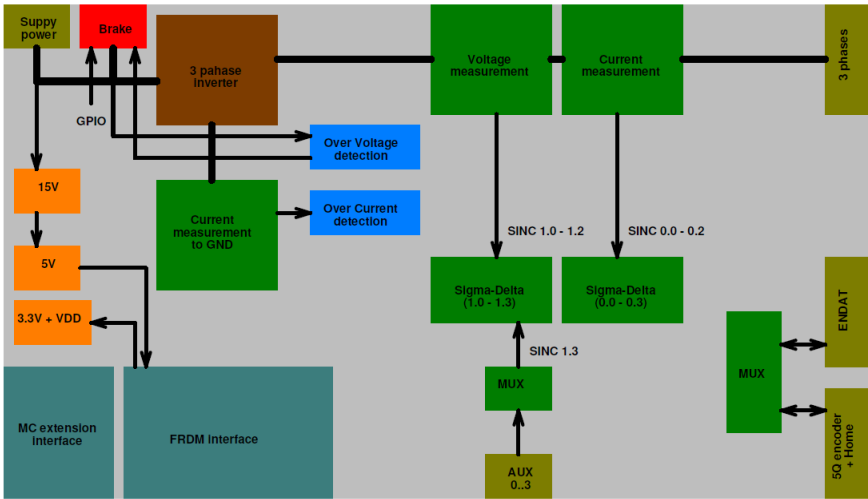 Suppy
power
Brake
3 pahase
inverter
Voltage
measurement
Current
measurement
3 phases
GPIO
Over Voltage
detection
15V
Current
measurement
to GND
Over Current
detection
SINC 1.0 - 1.2
SINC 0.0 - 0.2
5V
Sigma-Delta
(1.0 - 1.3)
Sigma-Delta
(0.0 - 0.3)
ENDAT
3.3V + VDD
SINC 1.3
MUX
MUX
MC extension
interface
FRDM interface
AUX
0..3
5Q encoder
+ Home